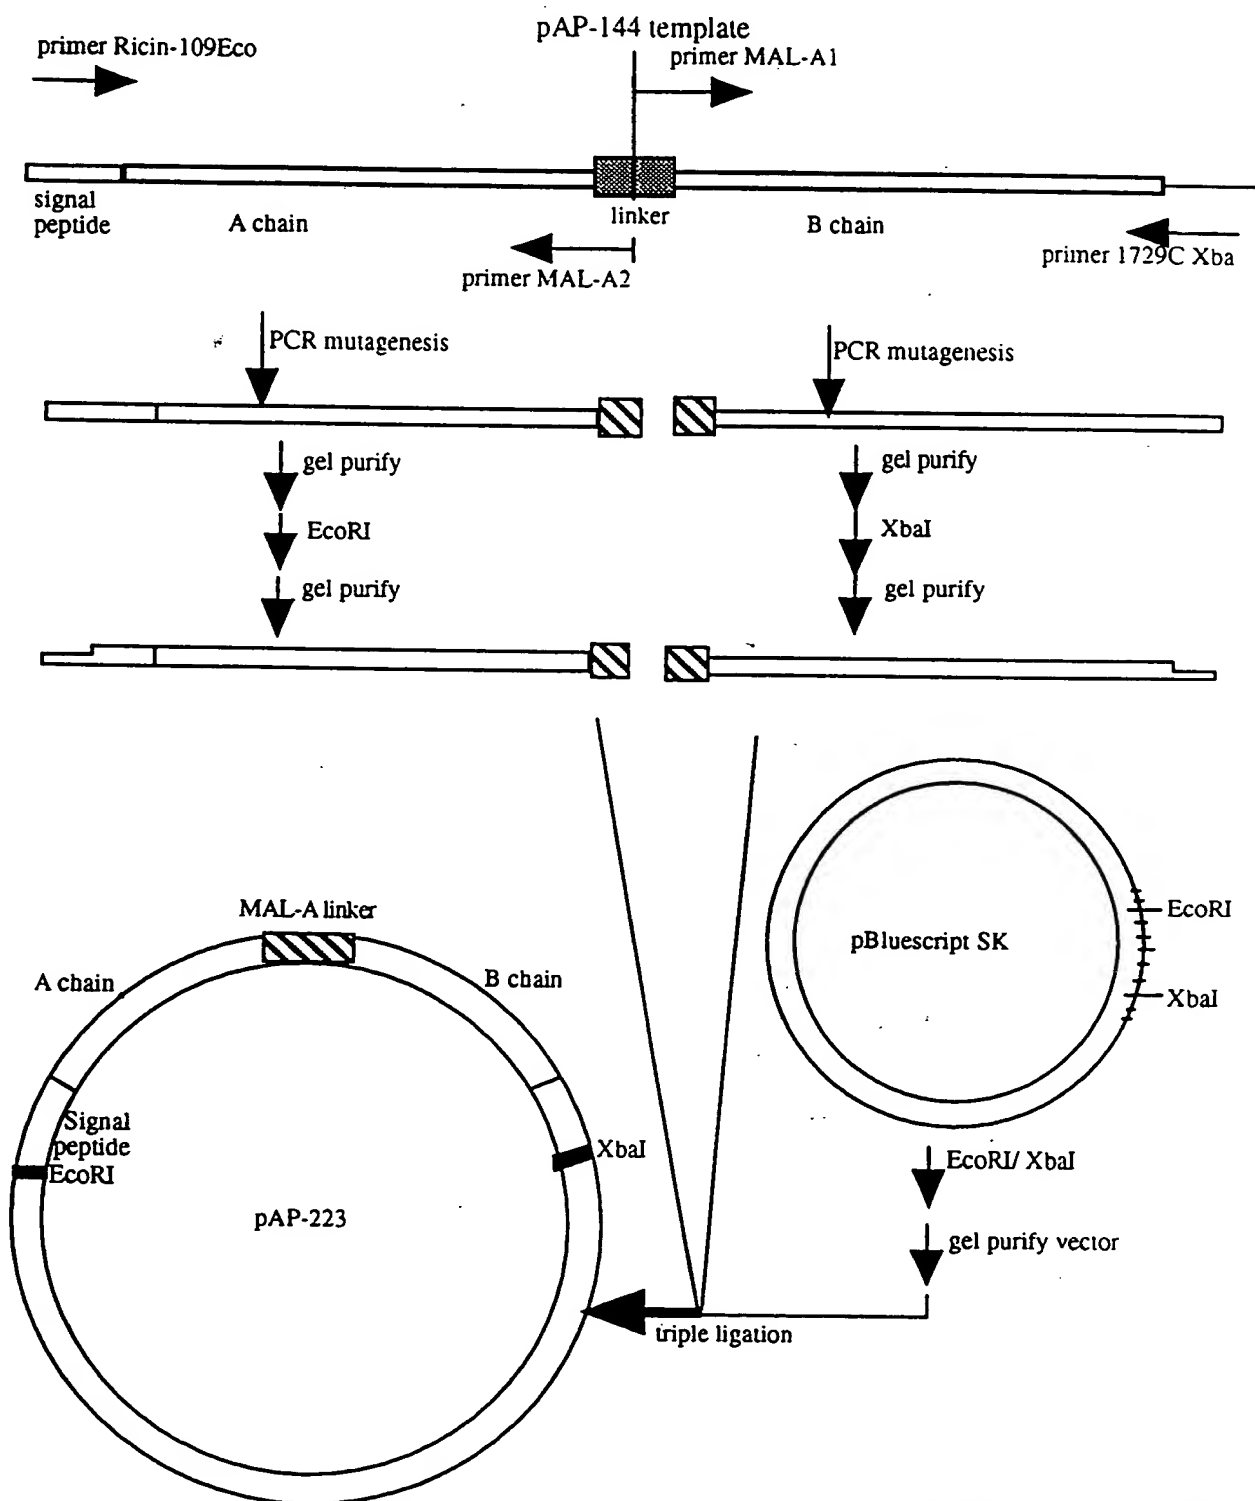 pAP-144 template
primer Ricin-109Eco
primer MAL-A1
signal
peptide
A chain
linker
B chain
primer MAL-A2
primer 1729C Xba
PCR mutagenesis
PCR mutagenesis
gel purify
gel purify
EcoRI
XbaI
gel purify
gel purify
MAL-A linker
A chain
B chain
EcoRI
pBluescript SK
XbaI
Signal
peptide
EcoRI
XbaI
EcoRI/ XbaI
pAP-223
gel purify vector
triple ligation